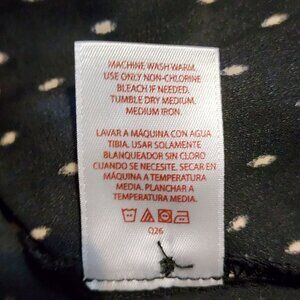 MACHINE WASH WARM.
USE ONLY NON-CHLORINE
BLEACH IF NEEDED.
TUMBLE DRY MEDIUM.
MEDIUM IRON.
LAVAR A MÁQUINA CON AGUA
TIBIA. USAR SOLAMENTE
BLANQUEADOR SIN CLORO
CUANDO SE NECESITE. SECAR EN
MÁQUINA A TEMPERATURA
MEDIA. PLANCHAR A
TEMPERATURA MEDIA.
Q26